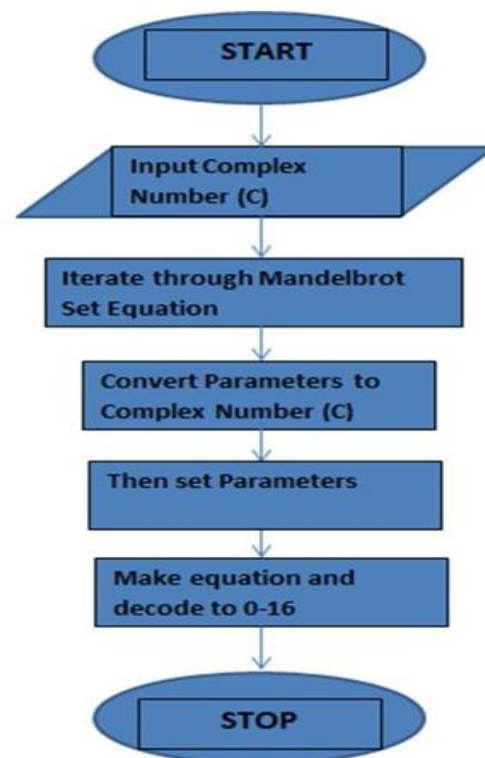 START
Input Complex
Number (C)
Iterate through Mandelbrot
Set Equation
Convert Parameters to
Complex Number (C)
Then set Parameters
Make equation and
decode to 0-16
STOP